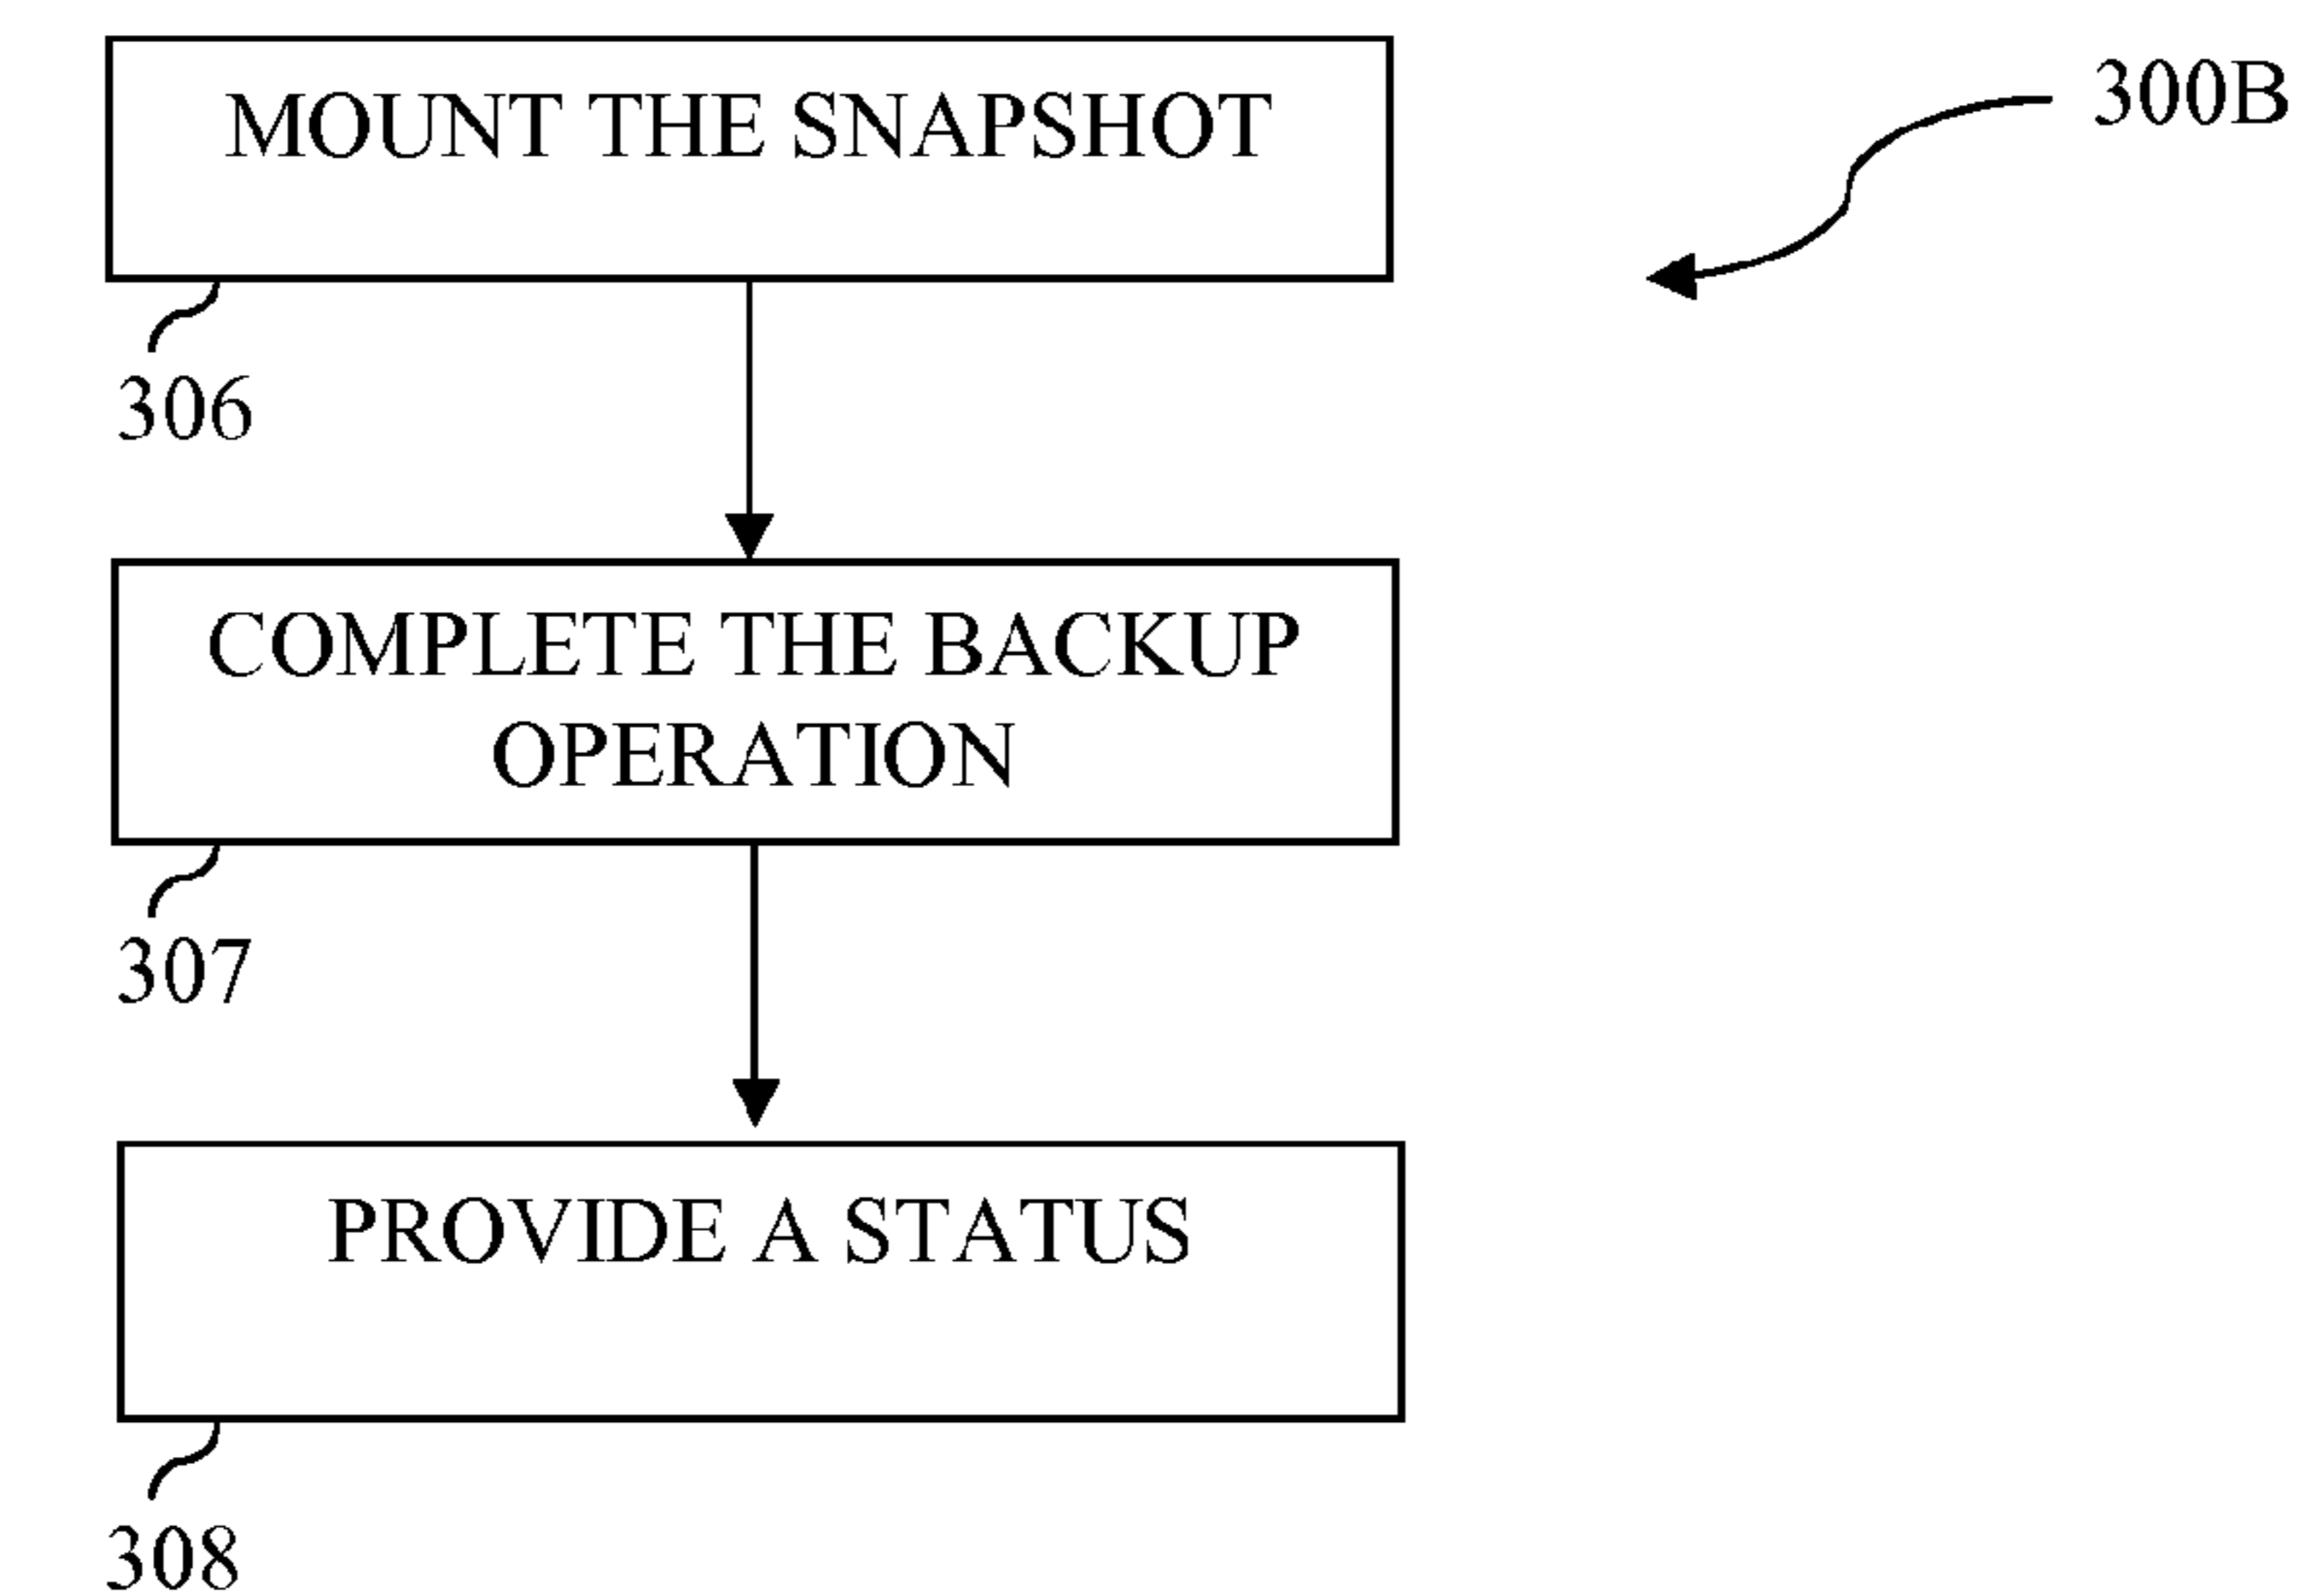 MOUNT THE SNAPSHOT
300B
306
COMPLETE THE BACKUP
OPERATION
307
PROVIDE A STATUS
308